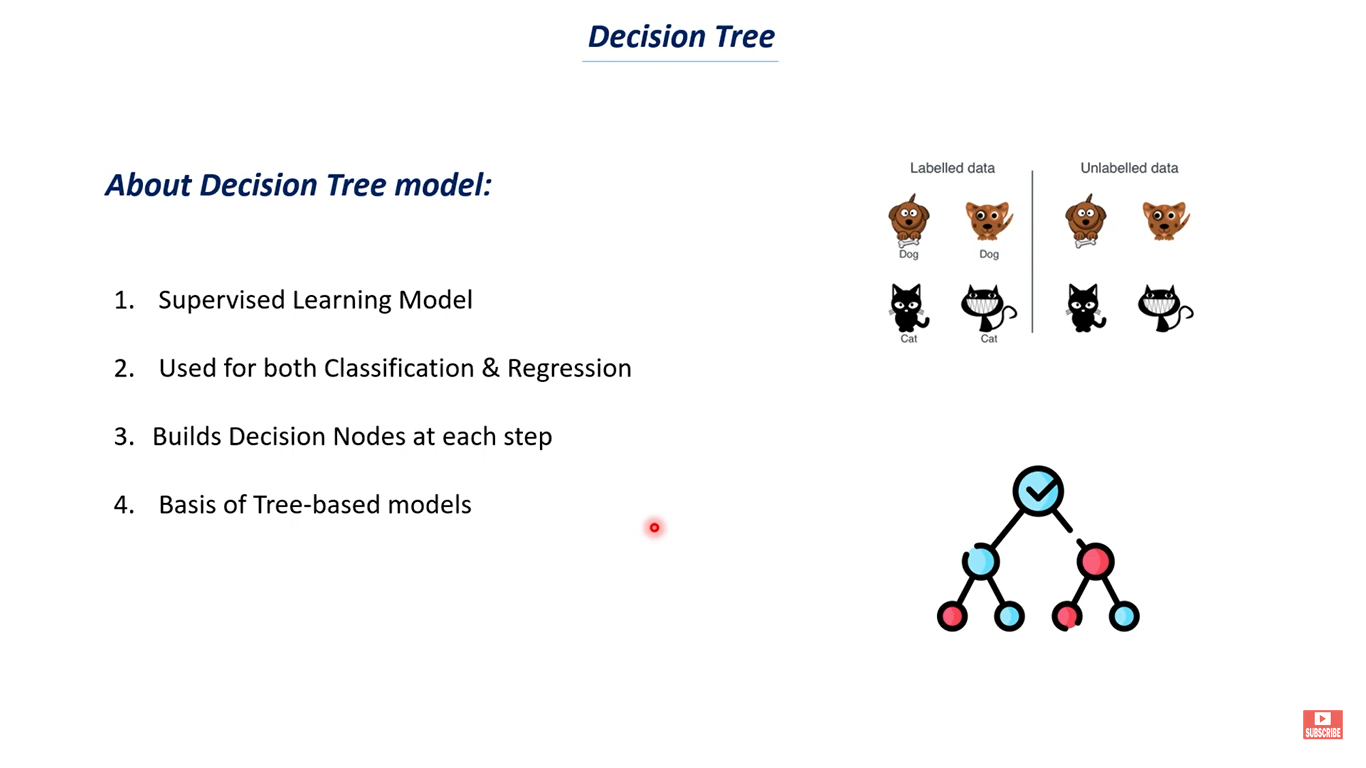 Decision Tree
About Decision Tree model:
1. Supervised Learning Model
2. Used for both Classification & Regression
3. Builds Decision Nodes at each step
4. Basis of Tree-based models
Labelled data
Unlabelled data
Dog
Dog
Cat
Cat
SUBSCRIBE